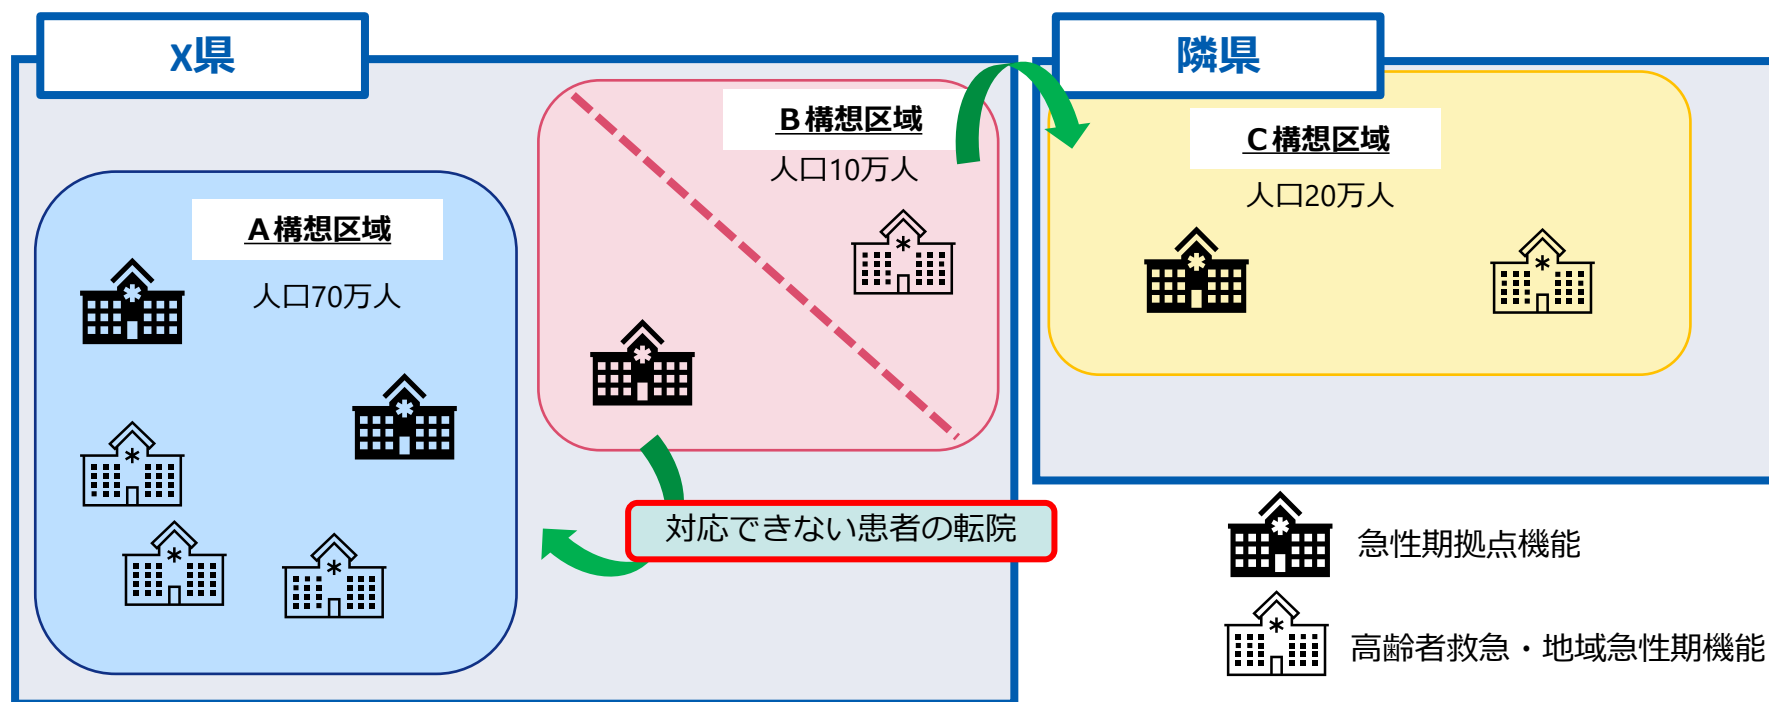 X県
隣県
B構想区域
人口10万人
C構想区域
人口20万人
A構想区域
人口70万人
対応できない患者の転院
急性期拠点機能
高齢者救急・地域急性期機能